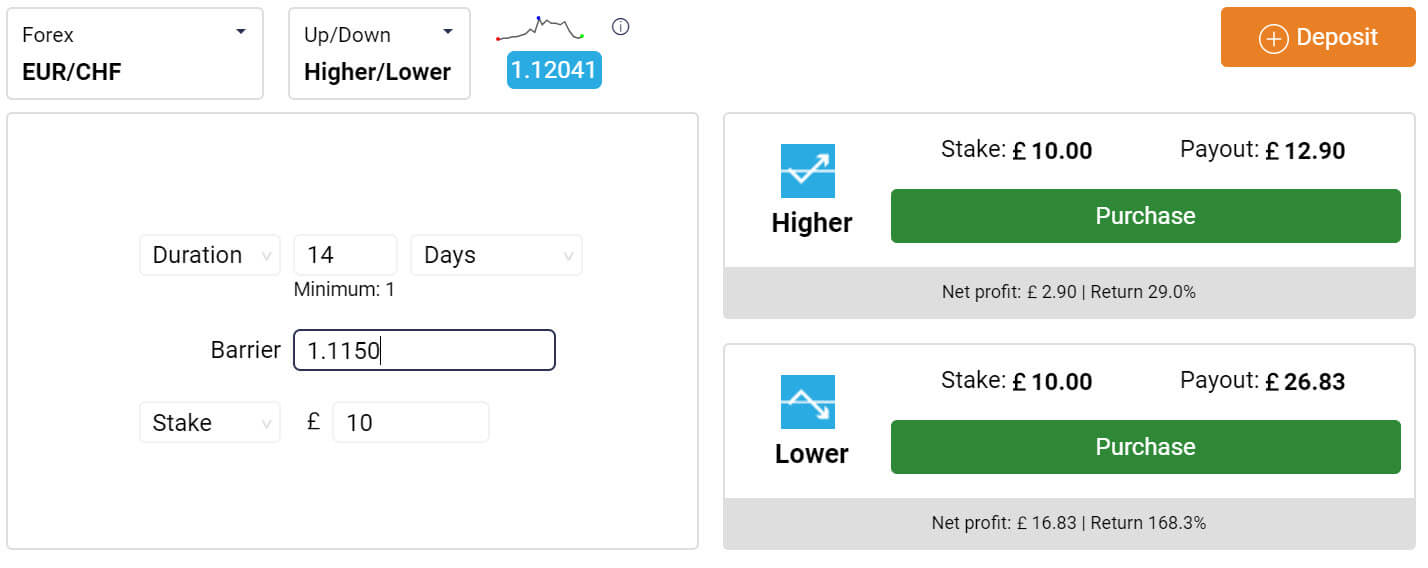 Forex
EUR/CHF
Up/Down
Higher/Lower
1.12041
Deposit
Duration 14 Days
Minimum: 1
Barrier 1.1150
Stake £ 10
Stake: £ 10.00 Payout: £ 12.90
Higher
Purchase
Net profit: £ 2.90 | Return 29.0%
Stake: £ 10.00 Payout: £ 26.83
Lower
Purchase
Net profit: £ 16.83 | Return 168.3%